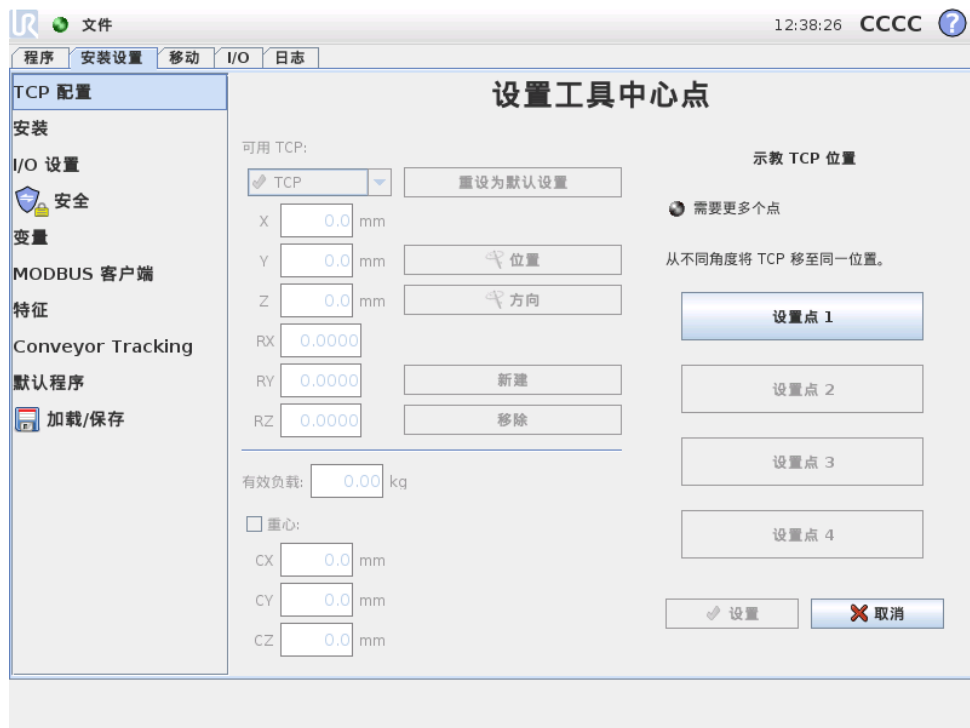 UR 文件 12:38:26 CCCC ?
程序 安装设置 移动 I/O 日志
TCP 配置
安装
I/O 设置
安全
变量
MODBUS 客户端
特征
Conveyor Tracking
默认程序
加载/保存
设置工具中心点
可用 TCP:
TCP 重设为默认设置
X 0.0 mm
Y 0.0 mm 位置
Z 0.0 mm 方向
RX 0.0000
RY 0.0000 新建
RZ 0.0000 移除
有效负载: 0.00 kg
重心:
CX 0.0 mm
CY 0.0 mm
CZ 0.0 mm
示教 TCP 位置
需要更多个点
从不同角度将 TCP 移至同一位置。
设置点 1
设置点 2
设置点 3
设置点 4
设置 取消